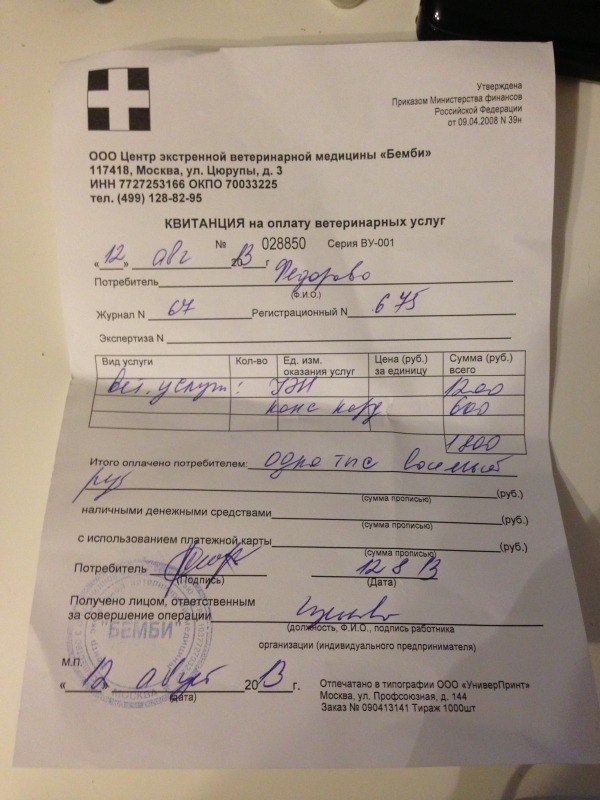 Утверждена
Приказом Министерства финансов
Российской Федерации
от 09.04.2008 N 39н
ООО Центр экстренной ветеринарной медицины «Бемби»
117418, Москва, ул. Цюрупы, д. 3
ИНН 7727253166 ОКПО 70033225
тел. (499) 128-82-95
КВИТАНЦИЯ на оплату ветеринарных услуг
№ 028850 Серия ВУ-001
«12» авг 2013г
Потребитель Федорова
(Ф.И.О.)
Журнал N 67 Регистрационный N 675
Экспертиза N
Вид услуги Кол-во Ед. изм. оказания услуг Цена (руб.) за единицу Сумма (руб.) всего
вет. услуги: УЗИ 1200
конс кард 600
1800
Итого оплачено потребителем: одна тыс восемьсот
руб (сумма прописью) (руб.)
наличными денежными средствами (руб.)
с использованием платежной карты (руб.)
(сумма прописью)
Потребитель 12 8 13
(Подпись) (Дата)
Получено лицом, ответственным
за совершение операции
(должность, Ф.И.О., подпись работника
организации (индивидуального предпринимателя)
БЕМБИ
МОСКВА
М.П.
«12» август 2013г.
(дата)
Отпечатано в типографии ООО «УниверПринт»
Москва, ул. Профсоюзная, д. 144
Заказ № 090413141 Тираж 1000шт